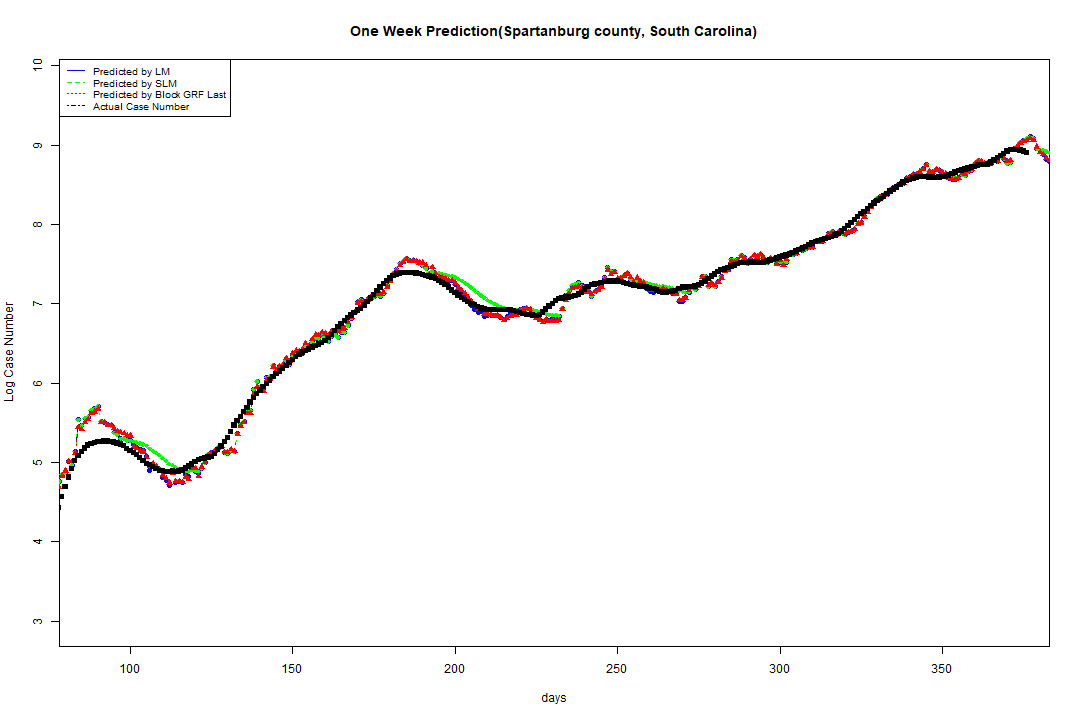 One Week Prediction(Spartanburg county, South Carolina)
Predicted by LM
Predicted by SLM
Predicted by Block GRF Last
Actual Case Number
10
9
8
7
6
5
4
3
Log Case Number
100 150 200 250 300 350
days